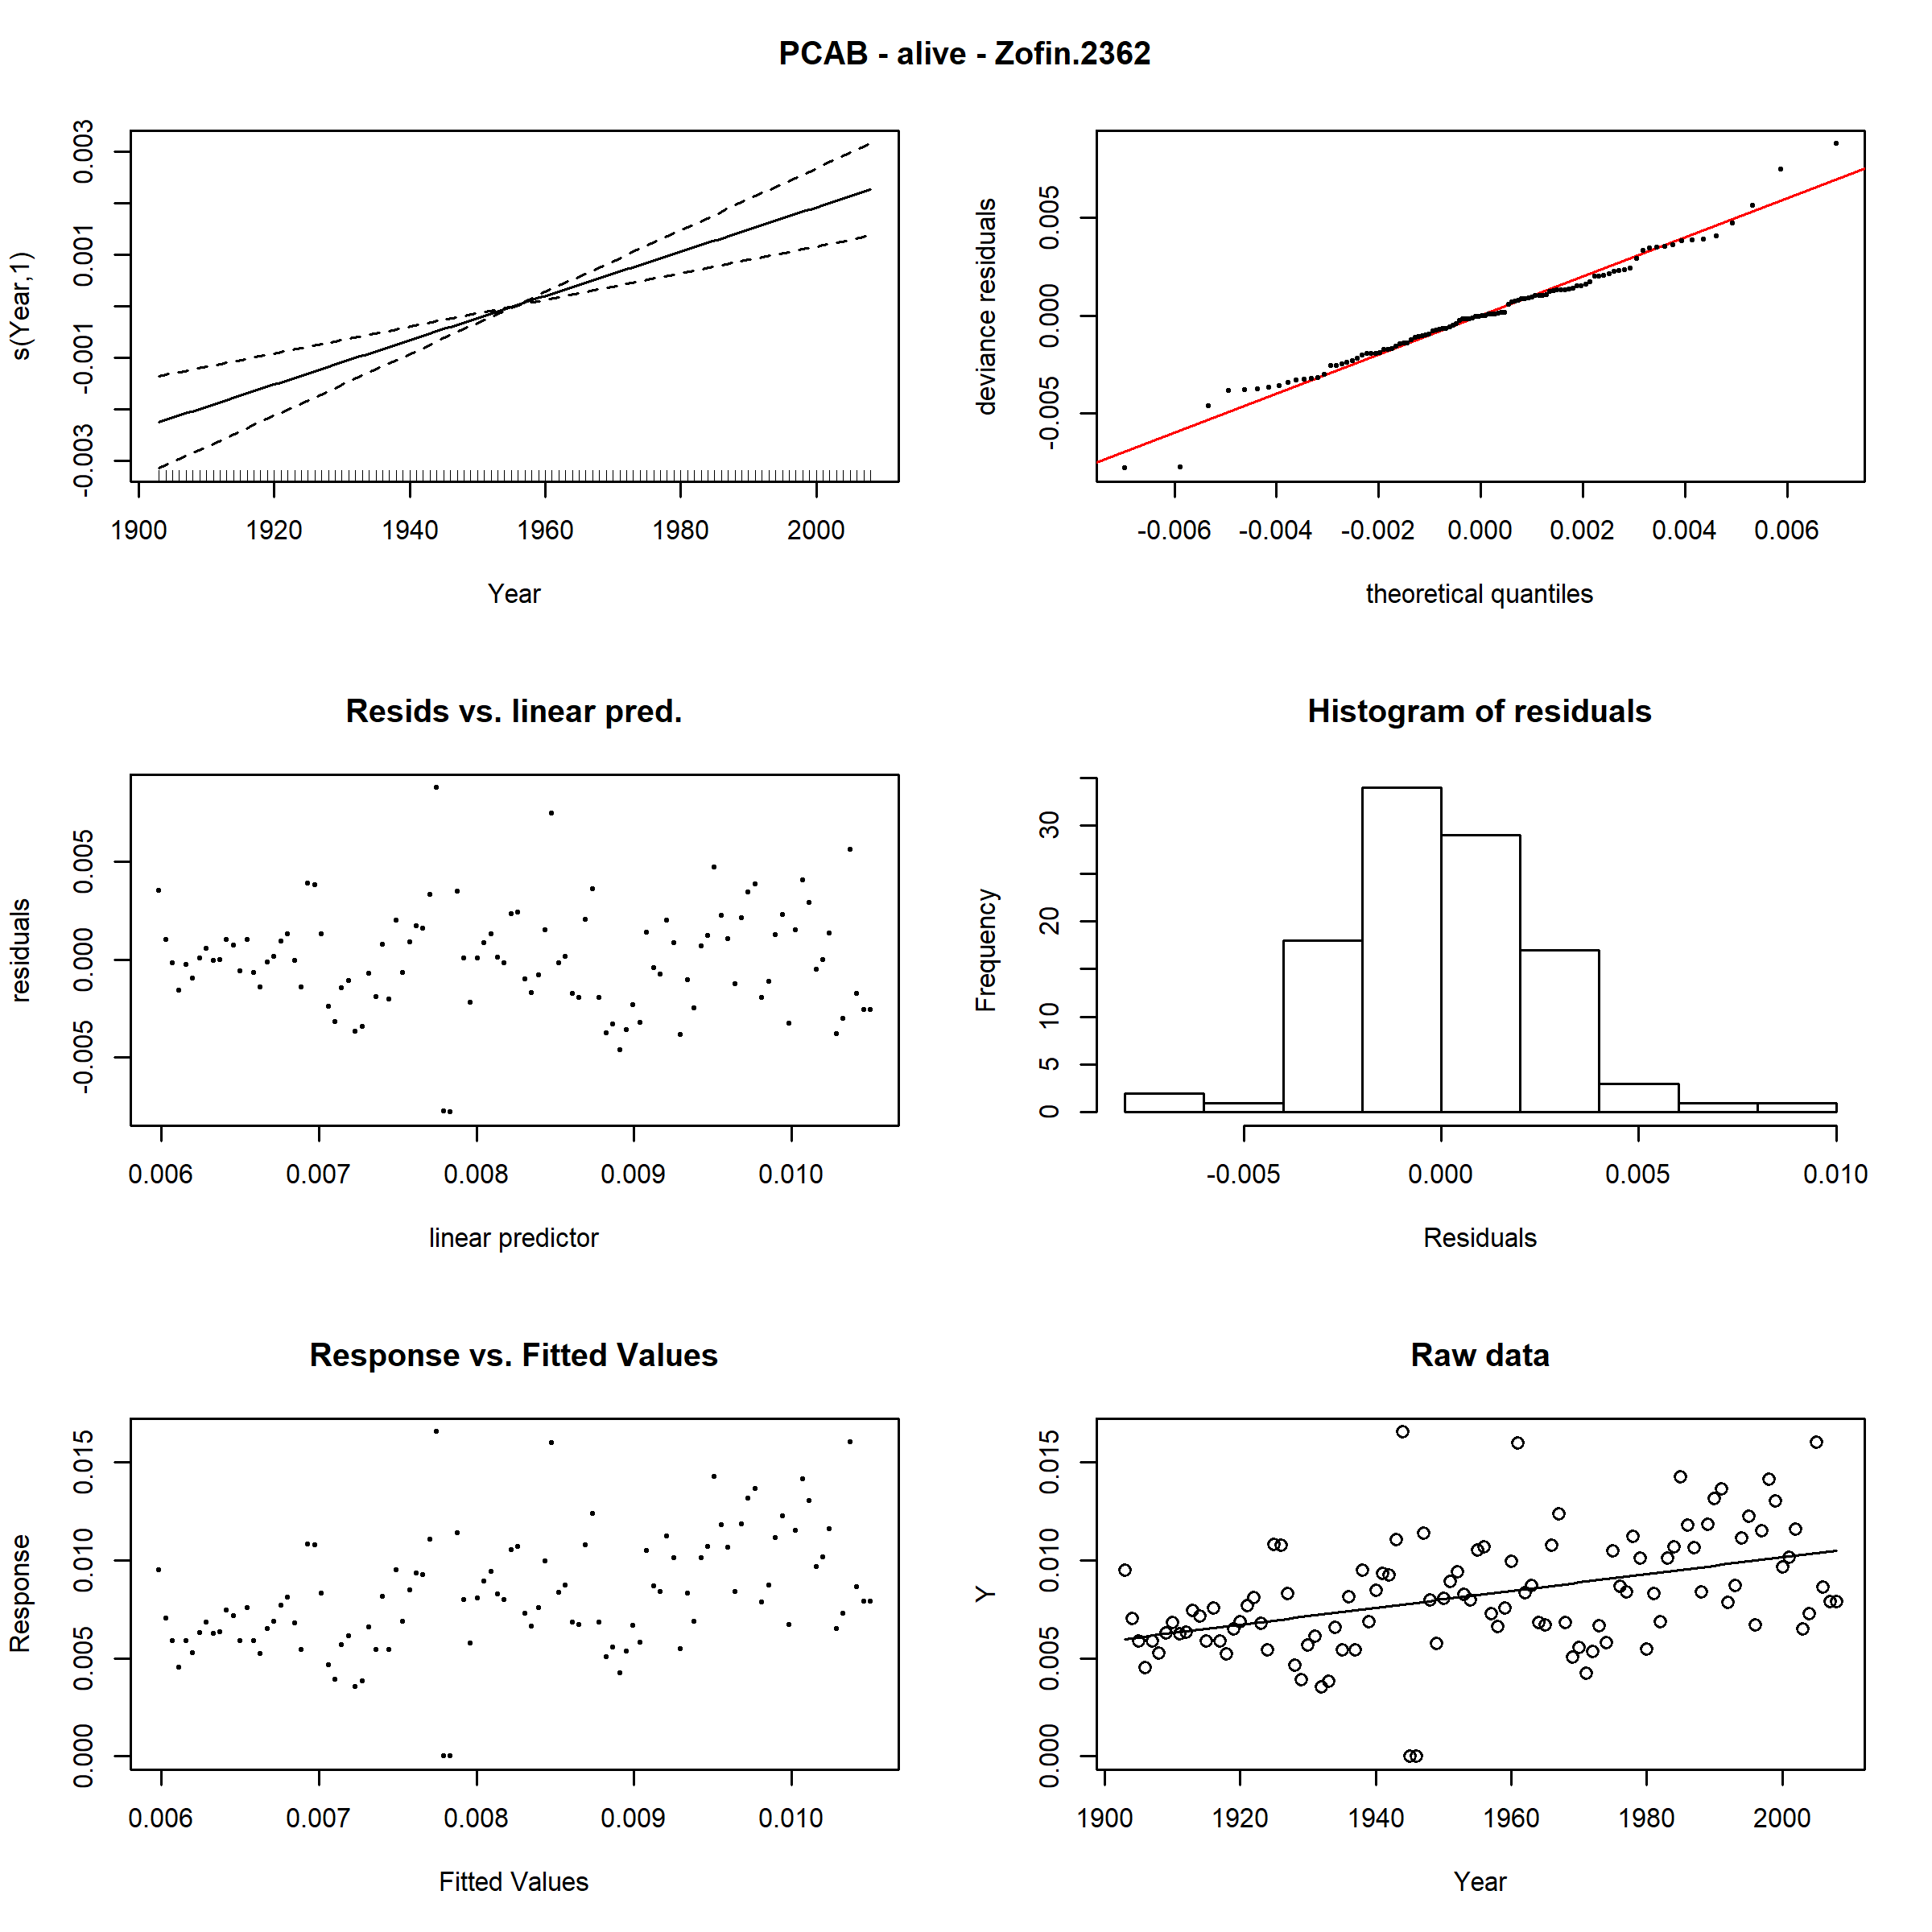 PCAB - alive - Zofin.2362
s(Year,1)
0.003
0.001
-0.001
-0.003
1900 1920 1940 1960 1980 2000
Year
deviance residuals
0.005
0.000
-0.005
-0.006 -0.004 -0.002 0.000 0.002 0.004 0.006
theoretical quantiles
Resids vs. linear pred.
residuals
0.005
0.000
-0.005
0.006 0.007 0.008 0.009 0.010
linear predictor
Histogram of residuals
Frequency
30
20
10
5
0
-0.005 0.000 0.005 0.010
Residuals
Response vs. Fitted Values
Response
0.015
0.010
0.005
0.000
0.006 0.007 0.008 0.009 0.010
Fitted Values
Raw data
Y
0.015
0.010
0.005
0.000
1900 1920 1940 1960 1980 2000
Year